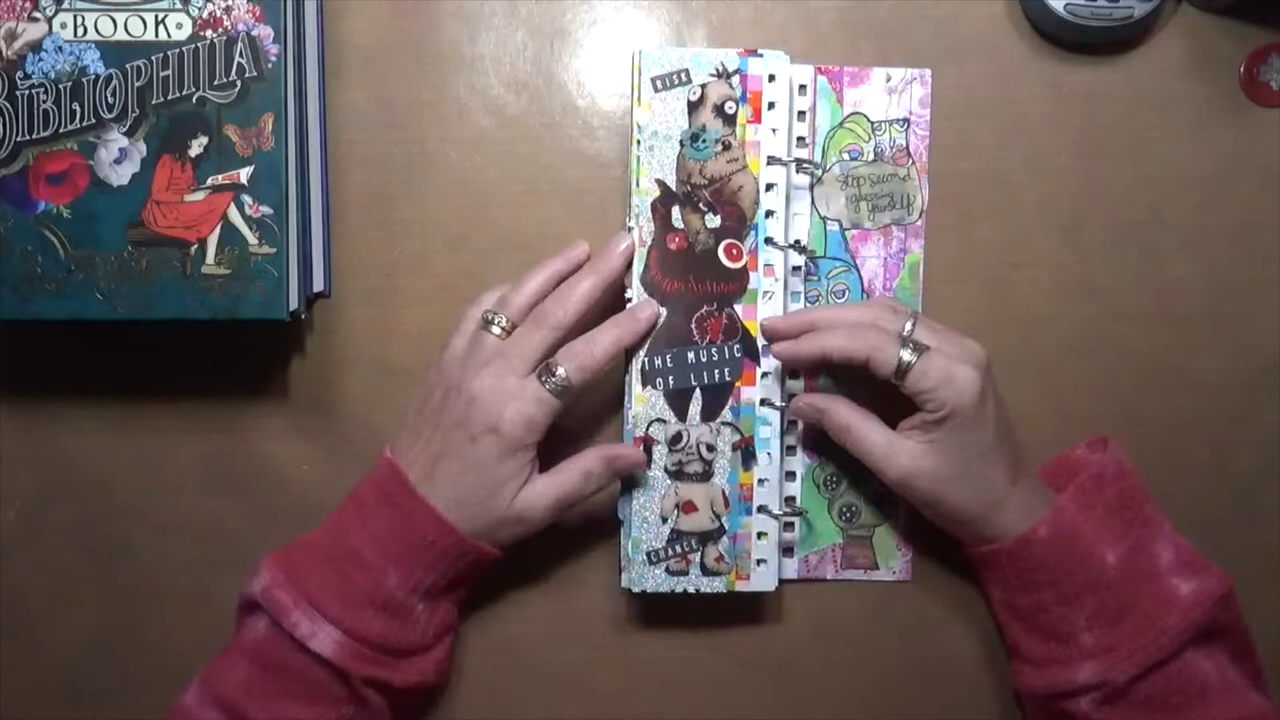 BOOK
BIBLIOPHILIA
RISK
THE MUSIC
OF LIFE
CHANCE
Stop second
guessing
yourself